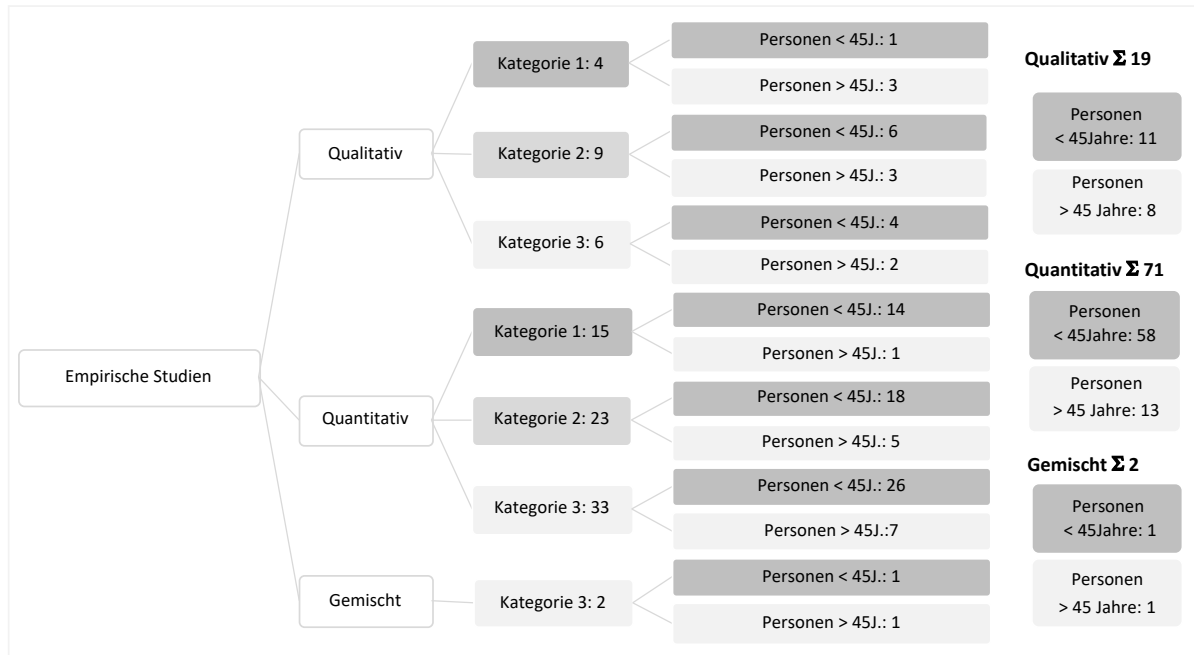 Empirische Studien
Qualitativ
Kategorie 1: 4
Personen < 45J.: 1
Personen > 45J.: 3
Kategorie 2: 9
Personen < 45J.: 6
Personen > 45J.: 3
Kategorie 3: 6
Personen < 45J.: 4
Personen > 45J.: 2
Quantitativ
Kategorie 1: 15
Personen < 45J.: 14
Personen > 45J.: 1
Kategorie 2: 23
Personen < 45J.: 18
Personen > 45J.: 5
Kategorie 3: 33
Personen < 45J.: 26
Personen > 45J.:7
Gemischt
Kategorie 3: 2
Personen < 45J.: 1
Personen > 45J.: 1
Qualitativ Σ 19
Personen
< 45Jahre: 11
Personen
> 45 Jahre: 8
Quantitativ Σ 71
Personen
< 45Jahre: 58
Personen
> 45 Jahre: 13
Gemischt Σ 2
Personen
< 45Jahre: 1
Personen
> 45 Jahre: 1